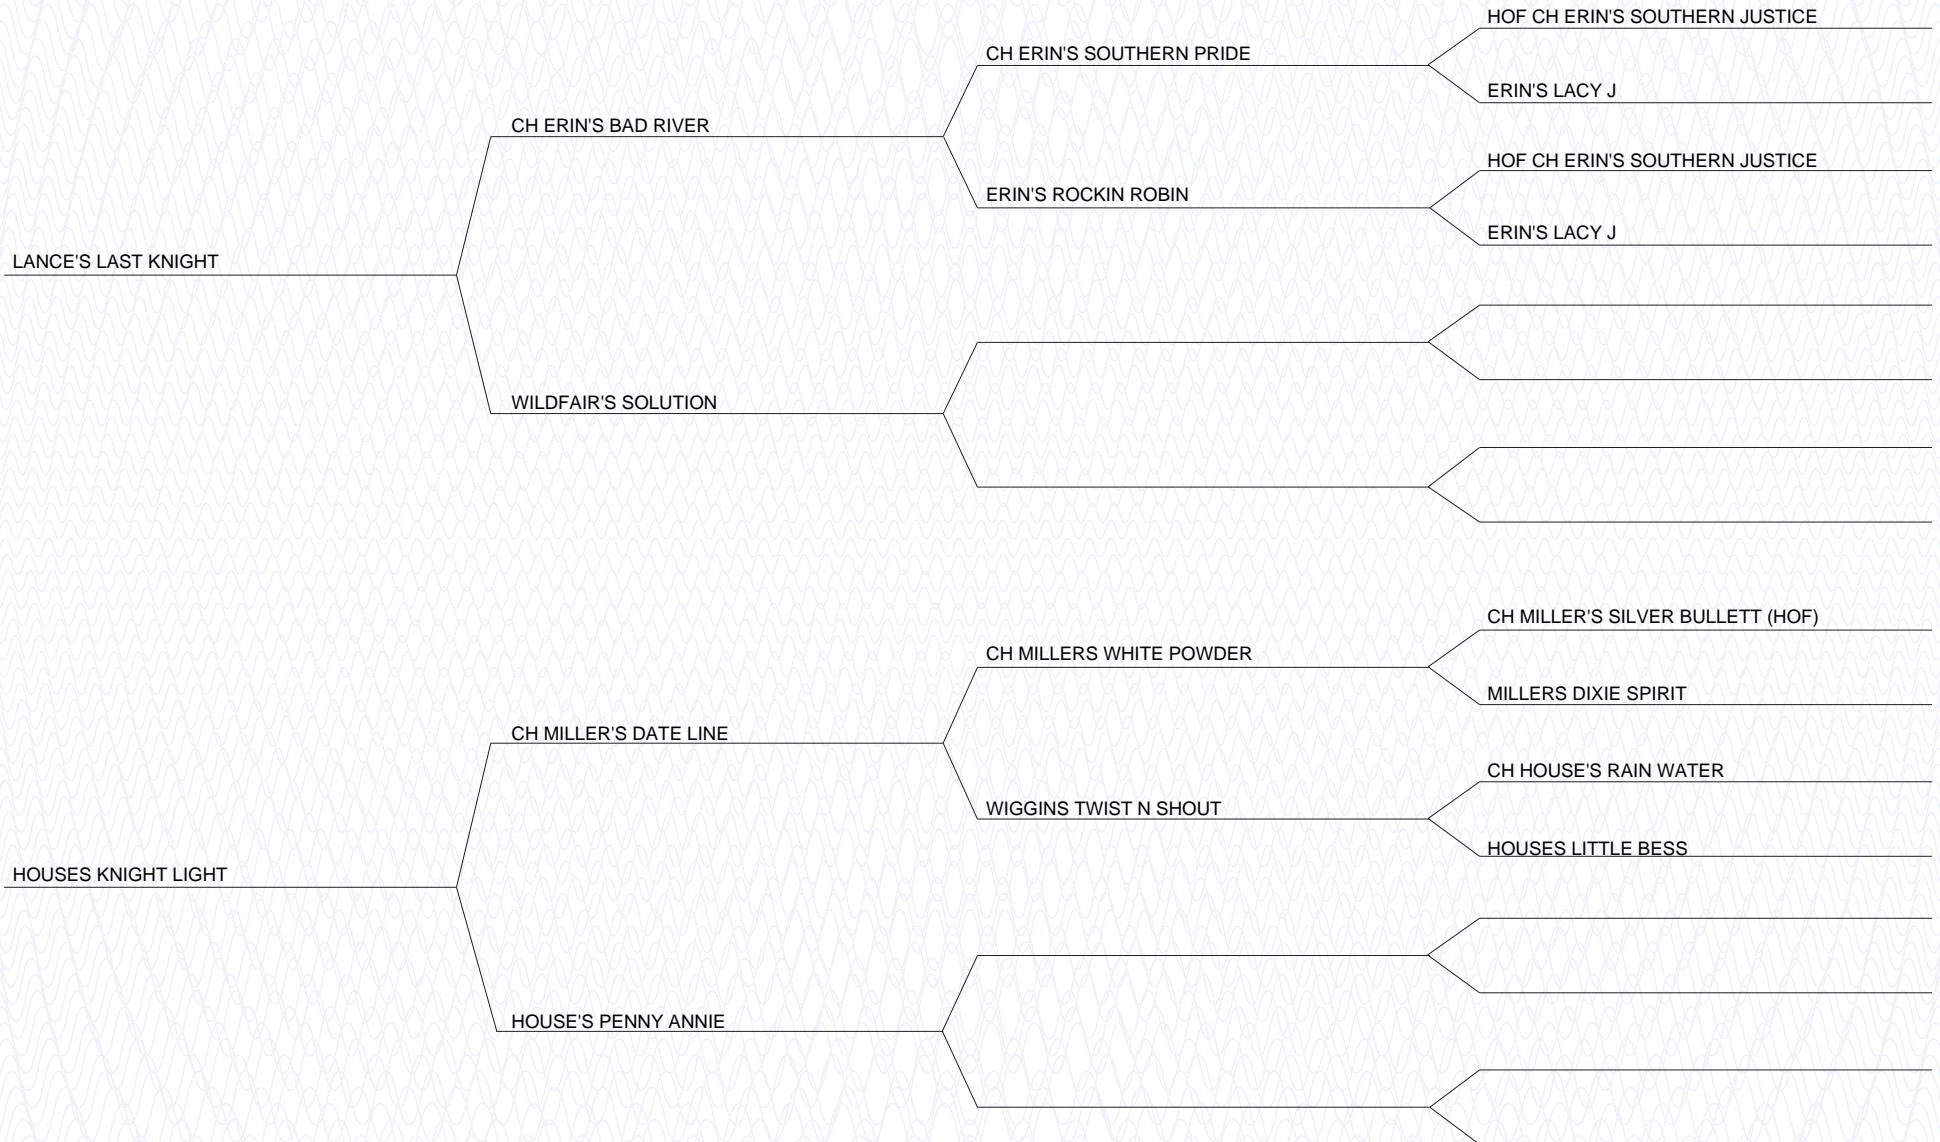 HOF CH ERIN'S SOUTHERN JUSTICE
CH ERIN'S SOUTHERN PRIDE
ERIN'S LACY J
CH ERIN'S BAD RIVER
HOF CH ERIN'S SOUTHERN JUSTICE
ERIN'S ROCKIN ROBIN
ERIN'S LACY J
LANCE'S LAST KNIGHT
WILDFAIR'S SOLUTION
CH MILLER'S SILVER BULLETT (HOF)
CH MILLERS WHITE POWDER
MILLERS DIXIE SPIRIT
CH MILLER'S DATE LINE
CH HOUSE'S RAIN WATER
WIGGINS TWIST N SHOUT
HOUSES LITTLE BESS
HOUSES KNIGHT LIGHT
HOUSE'S PENNY ANNIE